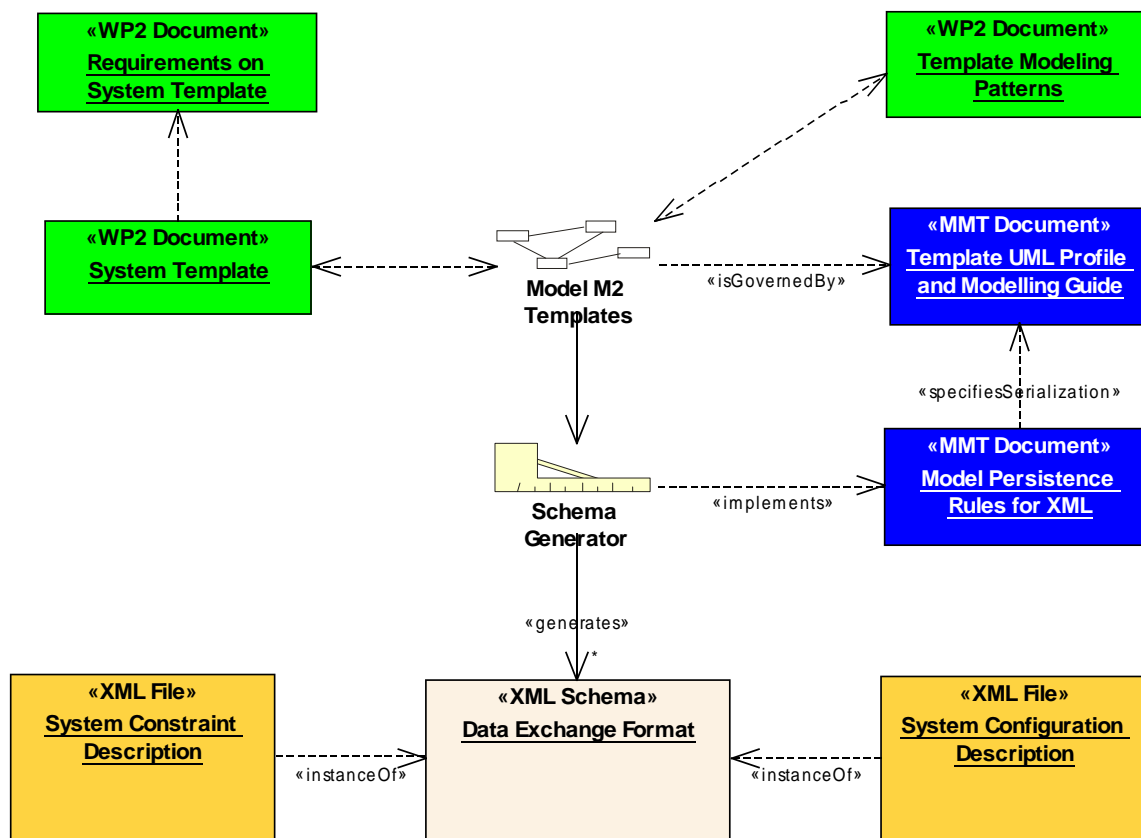 «WP2 Document»
Requirements on
System Template
«WP2 Document»
Template Modeling
Patterns
«WP2 Document»
System Template
Model M2
Templates
«isGovernedBy»
«MMT Document»
Template UML Profile
and Modelling Guide
«specifiesSerialization»
Schema
Generator
«implements»
«MMT Document»
Model Persistence
Rules for XML
«generates»
*
«XML File»
System Constraint
Description
«instanceOf»
«XML Schema»
Data Exchange Format
«instanceOf»
«XML File»
System Configuration
Description